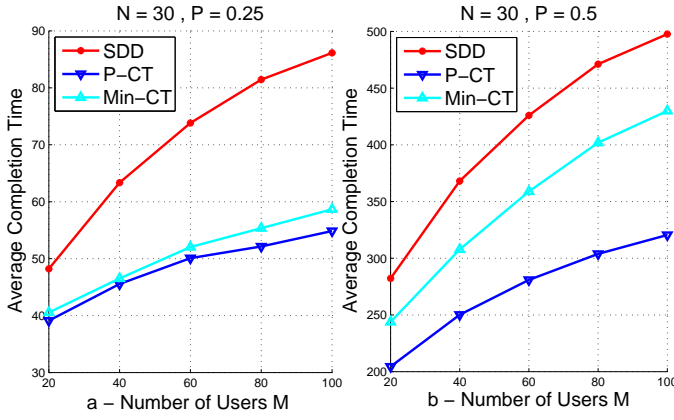 N = 30 , P = 0.25
Average Completion Time
90
80
70
60
50
40
30
SDD
P−CT
Min−CT
20 40 60 80 100
a − Number of Users M
N = 30 , P = 0.5
Average Completion Time
500
450
400
350
300
250
200
SDD
P−CT
Min−CT
20 40 60 80 100
b − Number of Users M